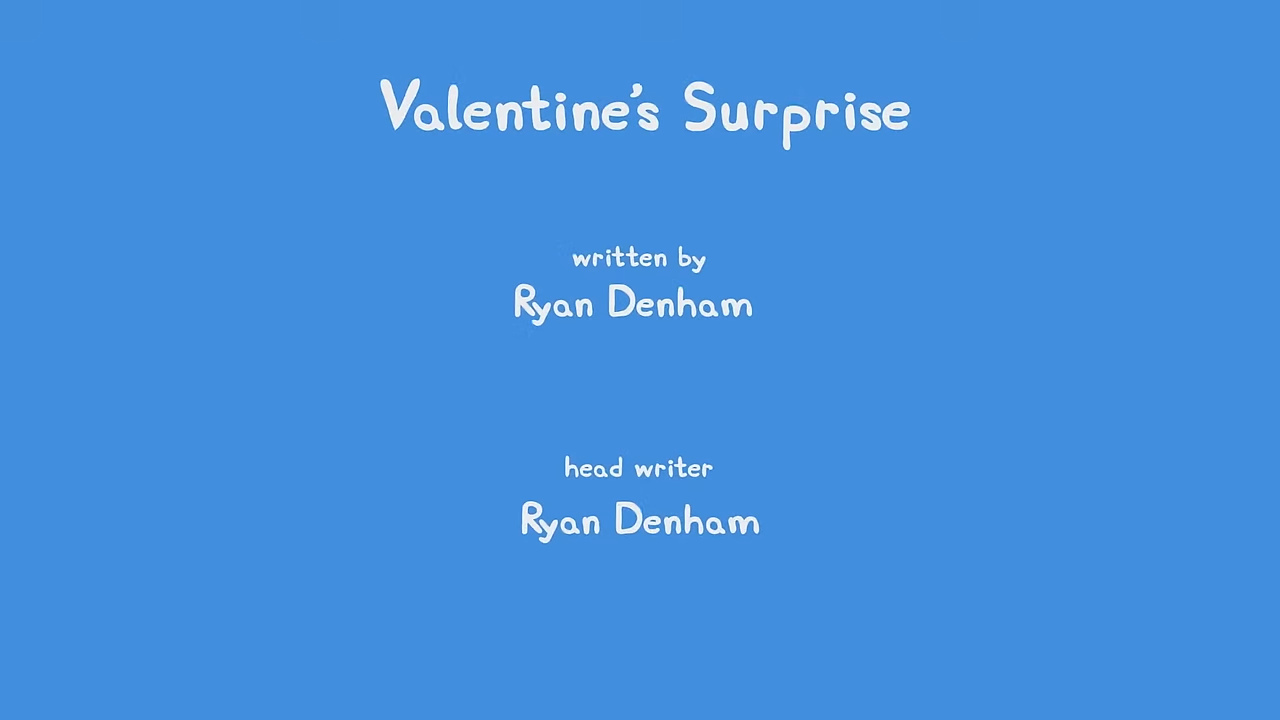 Valentine's Surprise
written by
Ryan Denham
head writer
Ryan Denham